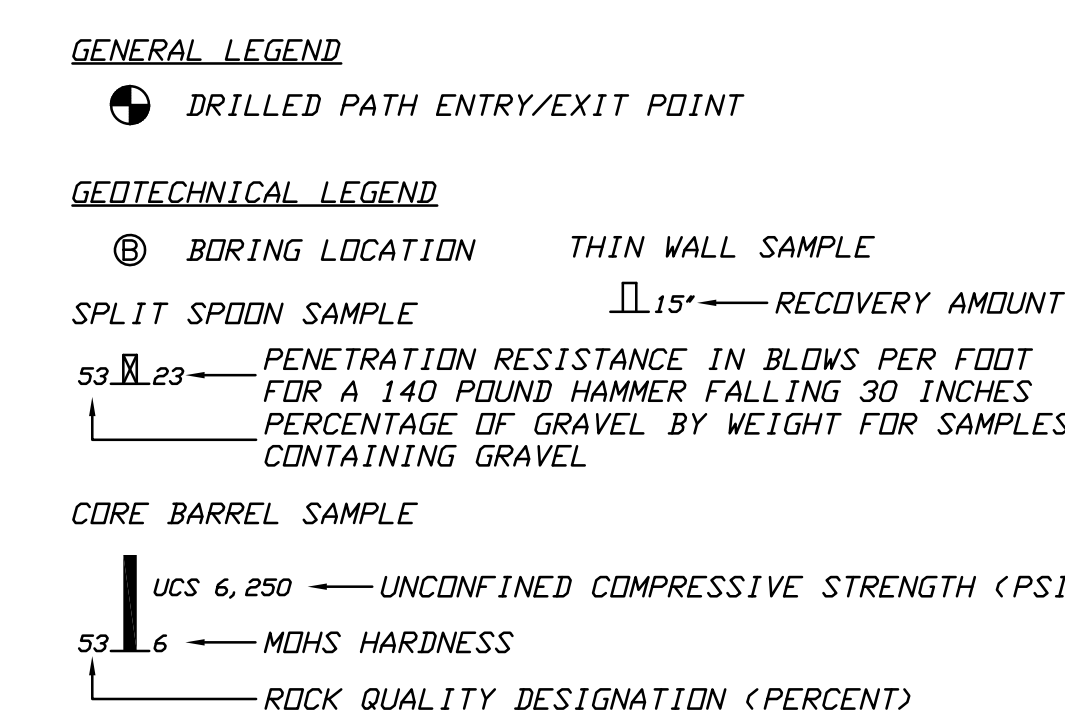 GENERAL LEGEND
DRILLED PATH ENTRY/EXIT POINT
GEOTECHNICAL LEGEND
B BORING LOCATION
THIN WALL SAMPLE
15" RECOVERY AMOUNT
SPLIT SPOON SAMPLE
53 23 PENETRATION RESISTANCE IN BLOWS PER FOOT
FOR A 140 POUND HAMMER FALLING 30 INCHES
PERCENTAGE OF GRAVEL BY WEIGHT FOR SAMPLES
CONTAINING GRAVEL
CORE BARREL SAMPLE
UCS 6,250 UNCONFINED COMPRESSIVE STRENGTH (PSI
53 6 MOHS HARDNESS
ROCK QUALITY DESIGNATION (PERCENT)